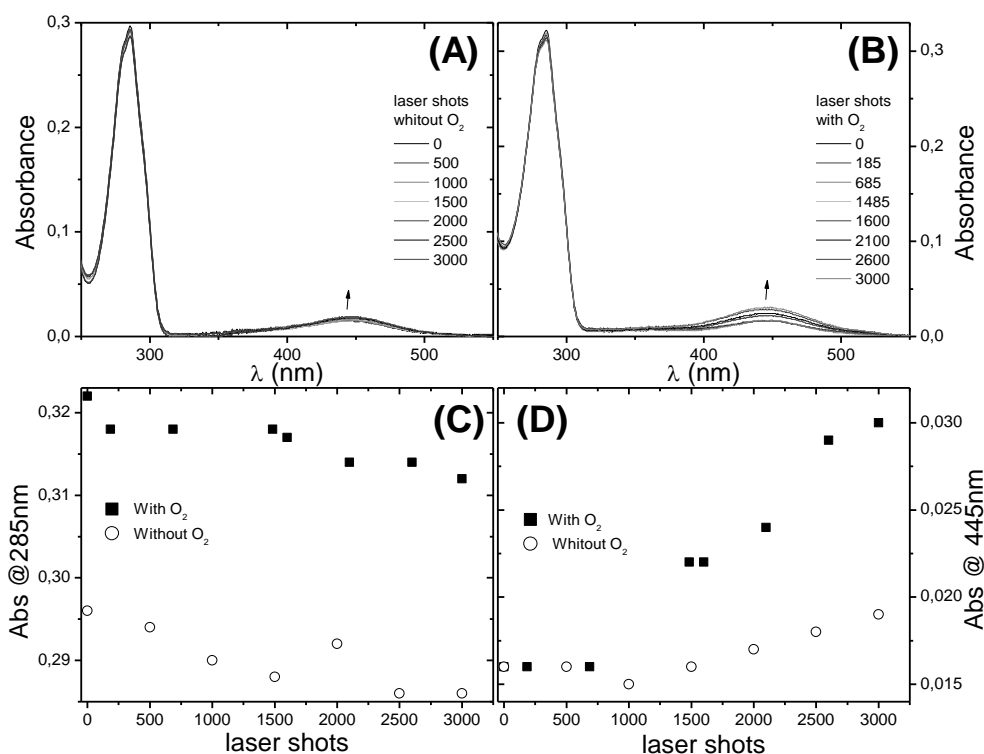 (A)
0,3
0,2
0,1
0,0
Absorbance
laser shots
whitout O₂
0
500
1000
1500
2000
2500
3000
300 400 500
λ (nm)
(B)
0,3
0,2
0,1
0,0
Absorbance
laser shots
with O₂
0
185
685
1485
1600
2100
2600
3000
300 400 500
λ (nm)
(C)
0,32
0,31
0,30
0,29
Abs @285nm
With O₂
Without O₂
0 500 1000 1500 2000 2500 3000
laser shots
(D)
0,030
0,025
0,020
0,015
Abs @ 445nm
With O₂
Whitout O₂
0 500 1000 1500 2000 2500 3000
laser shots